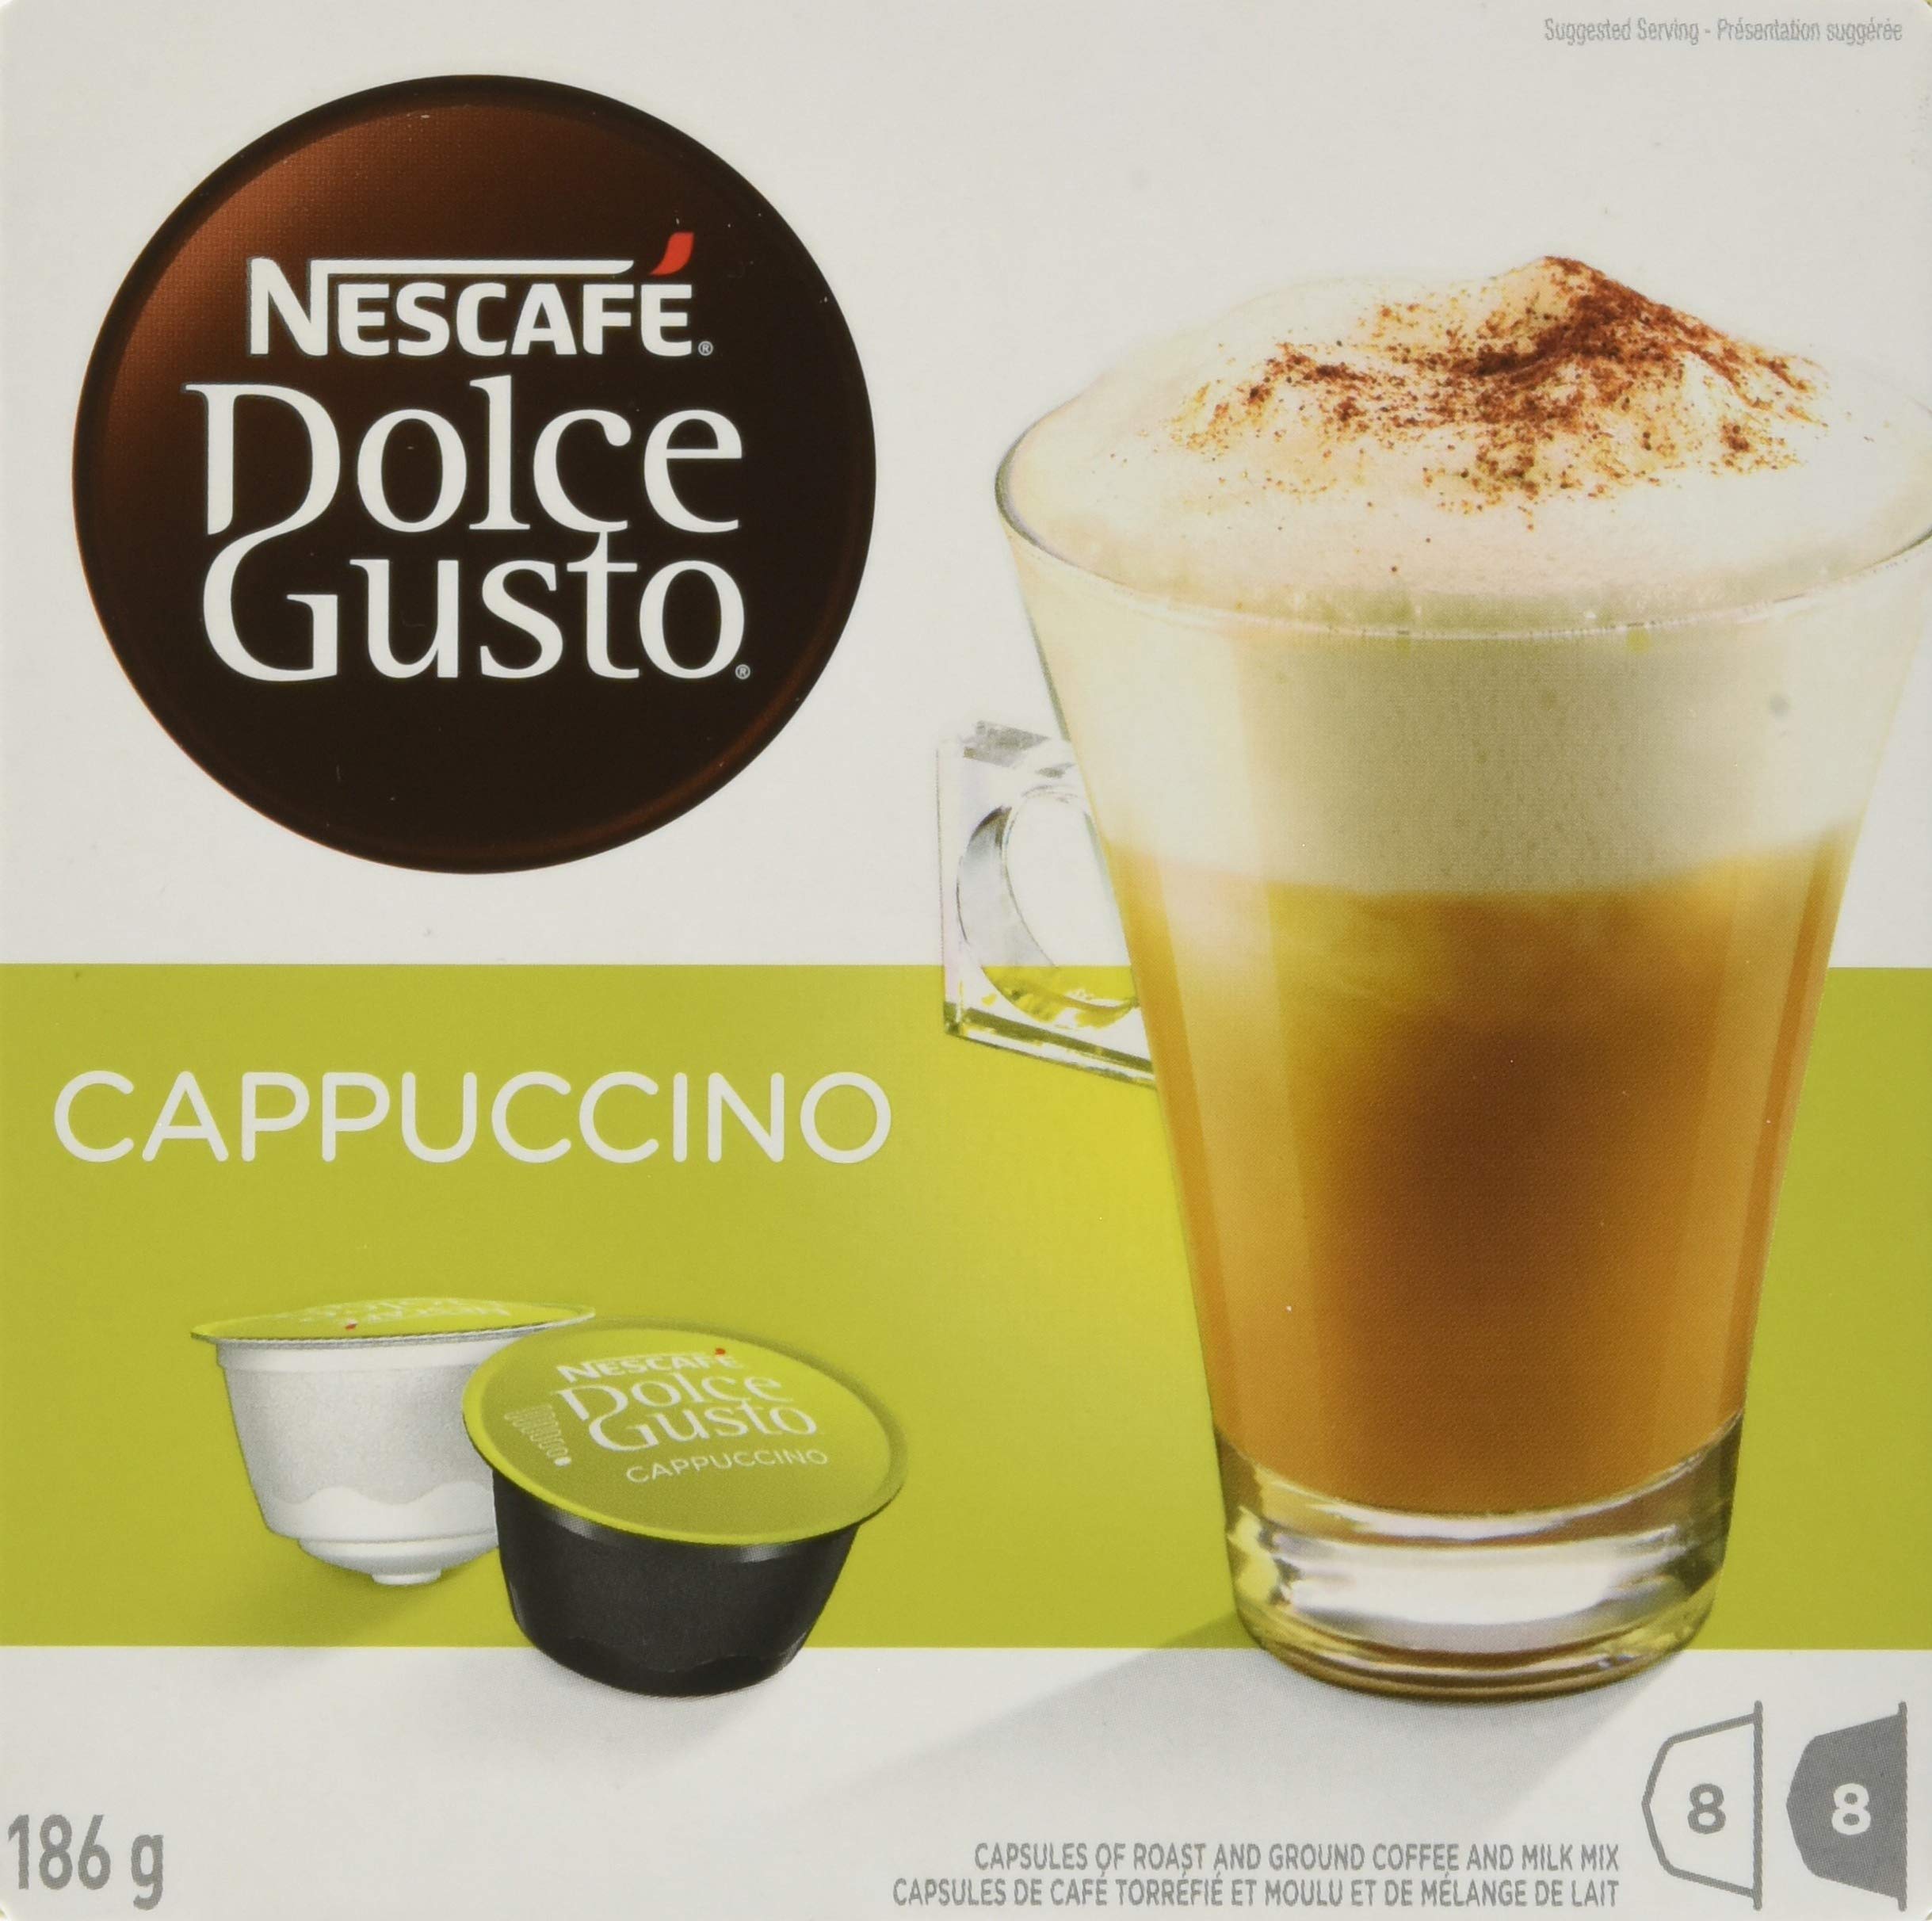 Suggested Serving - Présentation suggérée
NESCAFÉ®
Dolce
Gusto®
CAPPUCCINO
NESCAFÉ
Dolce
Gusto
CAPPUCCINO
8 8
186 g
CAPSULES OF ROAST AND GROUND COFFEE AND MILK MIX
CAPSULES DE CAFÉ TORRÉFIÉ ET MOULU ET DE MÉLANGE DE LAIT